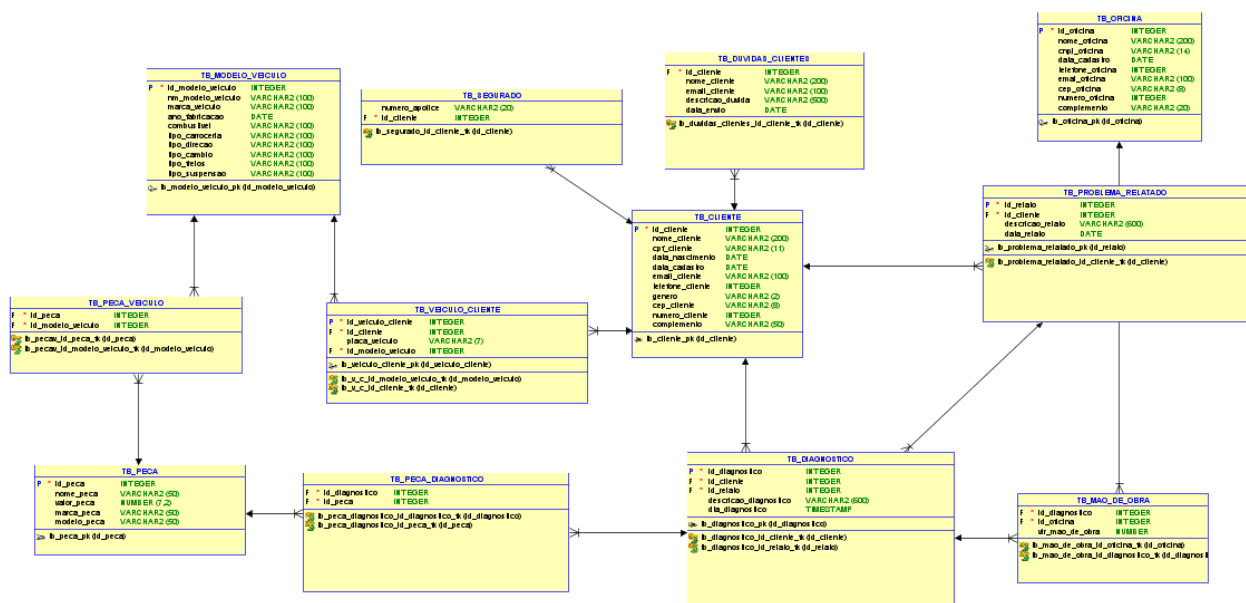 TB_OFICINA
P * id_oficina INTEGER
nome_oficina VARCHAR2 (200)
cnpj_oficina VARCHAR2 (14)
data_cadastro DATE
telefone_oficina INTEGER
email_oficina VARCHAR2 (100)
cep_oficina VARCHAR2 (8)
numero_oficina INTEGER
complemento VARCHAR2 (20)
tb_oficina_pk (id_oficina)
TB_DUVIDAS_CLIENTES
F * id_cliente INTEGER
nome_cliente VARCHAR2 (200)
email_cliente VARCHAR2 (100)
descricao_duvida VARCHAR2 (500)
data_envio DATE
tb_duvidas_clientes_id_cliente_fk (id_cliente)
TB_MODELO_VEICULO
P * id_modelo_veiculo INTEGER
nm_modelo_veiculo VARCHAR2 (100)
marca_veiculo VARCHAR2 (100)
ano_fabricacao DATE
combustivel VARCHAR2 (100)
tipo_carroceria VARCHAR2 (100)
tipo_direcao VARCHAR2 (100)
tipo_cambio VARCHAR2 (100)
tipo_freios VARCHAR2 (100)
tipo_suspensao VARCHAR2 (100)
tb_modelo_veiculo_pk (id_modelo_veiculo)
TB_SEGURADO
numero_apolice VARCHAR2 (20)
F * id_cliente INTEGER
tb_segurado_id_cliente_fk (id_cliente)
TB_PROBLEMA_RELATADO
P * id_relato INTEGER
F * id_cliente INTEGER
descricao_relato VARCHAR2 (500)
data_relato DATE
tb_problema_relatado_pk (id_relato)
tb_problema_relatado_id_cliente_fk (id_cliente)
TB_CLIENTE
P * id_cliente INTEGER
nome_cliente VARCHAR2 (200)
cpf_cliente VARCHAR2 (11)
data_nascimento DATE
data_cadastro DATE
email_cliente VARCHAR2 (100)
telefone_cliente INTEGER
genero VARCHAR2 (2)
cep_cliente VARCHAR2 (8)
numero_cliente INTEGER
complemento VARCHAR2 (50)
tb_cliente_pk (id_cliente)
TB_PECA_VEICULO
F * id_peca INTEGER
F * id_modelo_veiculo INTEGER
tb_pecav_id_peca_fk (id_peca)
tb_pecav_id_modelo_veiculo_fk (id_modelo_veiculo)
TB_VEICULO_CLIENTE
P * id_veiculo_cliente INTEGER
F * id_cliente INTEGER
placa_veiculo VARCHAR2 (7)
F * id_modelo_veiculo INTEGER
tb_veiculo_cliente_pk (id_veiculo_cliente)
tb_v_c_id_modelo_veiculo_fk (id_modelo_veiculo)
tb_v_c_id_cliente_fk (id_cliente)
TB_PECA
P * id_peca INTEGER
nome_peca VARCHAR2 (50)
valor_peca NUMBER (7,2)
marca_peca VARCHAR2 (50)
modelo_peca VARCHAR2 (50)
tb_peca_pk (id_peca)
TB_PECA_DIAGNOSTICO
F * id_diagnostico INTEGER
F * id_peca INTEGER
tb_peca_diagnostico_id_diagnostico_fk (id_diagnostico)
tb_peca_diagnostico_id_peca_fk (id_peca)
TB_DIAGNOSTICO
P * id_diagnostico INTEGER
F * id_cliente INTEGER
F * id_relato INTEGER
descricao_diagnostico VARCHAR2 (500)
dia_diagnostico TIMESTAMP
tb_diagnostico_pk (id_diagnostico)
tb_diagnostico_id_cliente_fk (id_cliente)
tb_diagnostico_id_relato_fk (id_relato)
TB_MAO_DE_OBRA
F * id_diagnostico INTEGER
F * id_oficina INTEGER
vlr_mao_de_obra NUMBER
tb_mao_de_obra_id_oficina_fk (id_oficina)
tb_mao_de_obra_id_diagnostico_fk (id_diagnost